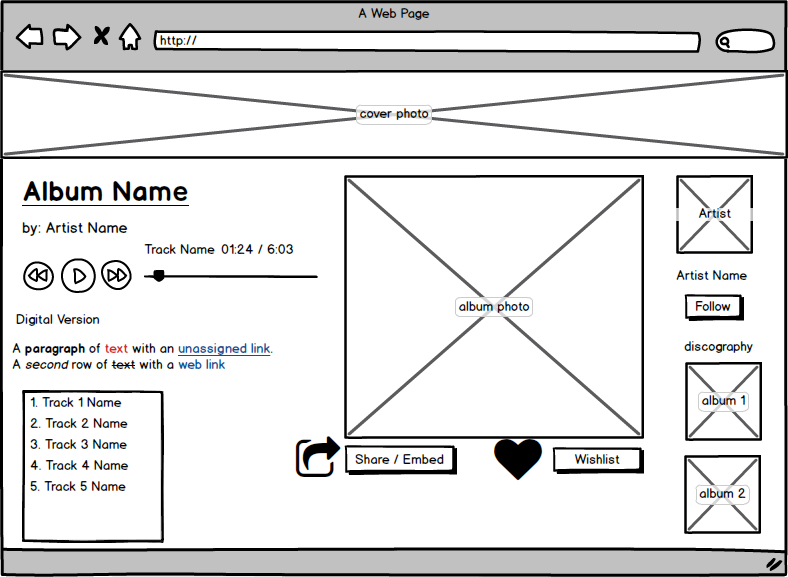 A Web Page
http://
cover photo
Album Name
by: Artist Name
Track Name 01:24 / 6:03
Digital Version
A paragraph of text with an unassigned link.
A second row of text with a web link
1. Track 1 Name
2. Track 2 Name
3. Track 3 Name
4. Track 4 Name
5. Track 5 Name
album photo
Share / Embed
Wishlist
Artist
Artist Name
Follow
discography
album 1
album 2